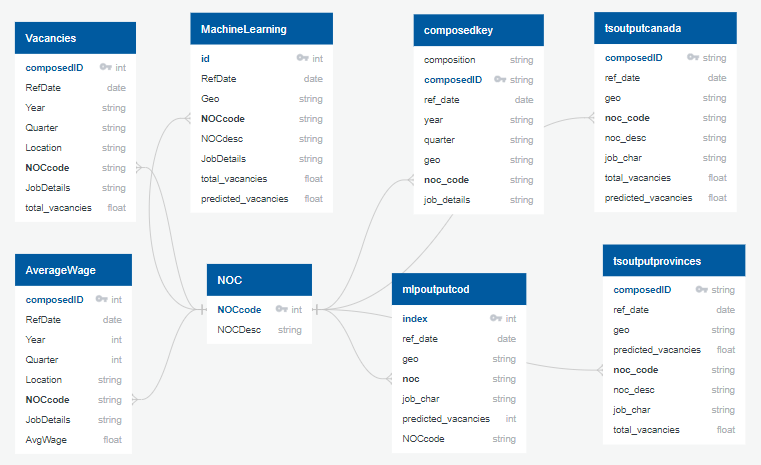 Vacancies
composedID int
RefDate date
Year string
Quarter string
Location string
NOCcode string
JobDetails string
total_vacancies float
MachineLearning
id int
RefDate date
Geo string
NOCcode string
NOCdesc string
JobDetails string
total_vacancies float
predicted_vacancies float
composedkey
composition string
composedKEY string
ref_date date
year string
quarter string
geo string
noc_code string
job_details string
tsoutputcanada
composedID string
ref_date date
geo string
noc_code string
noc_desc string
job_char string
total_vacancies float
predicted_vacancies float
AverageWage
composedID int
RefDate date
Year int
Quarter int
Location string
NOCcode string
JobDetails string
AvgWage float
NOC
NOCcode int
NOCDesc string
mlpoutputcod
index int
ref_date date
geo string
noc string
job_char string
predicted_vacancies int
NOCcode string
tsoutputprovinces
composedID string
ref_date date
geo string
predicted_vacancies float
noc_code string
noc_desc string
job_char string
total_vacancies float